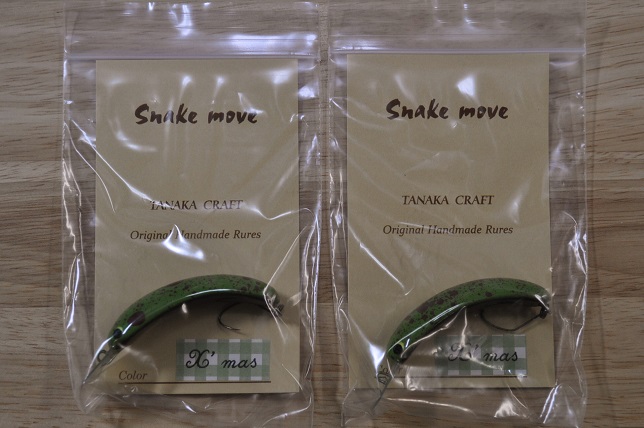 Snake move
TANAKA CRAFT
Original Handmade Rures
X' mas
Color
Snake move
TANAKA CRAFT
Original Handmade Rures
X' mas